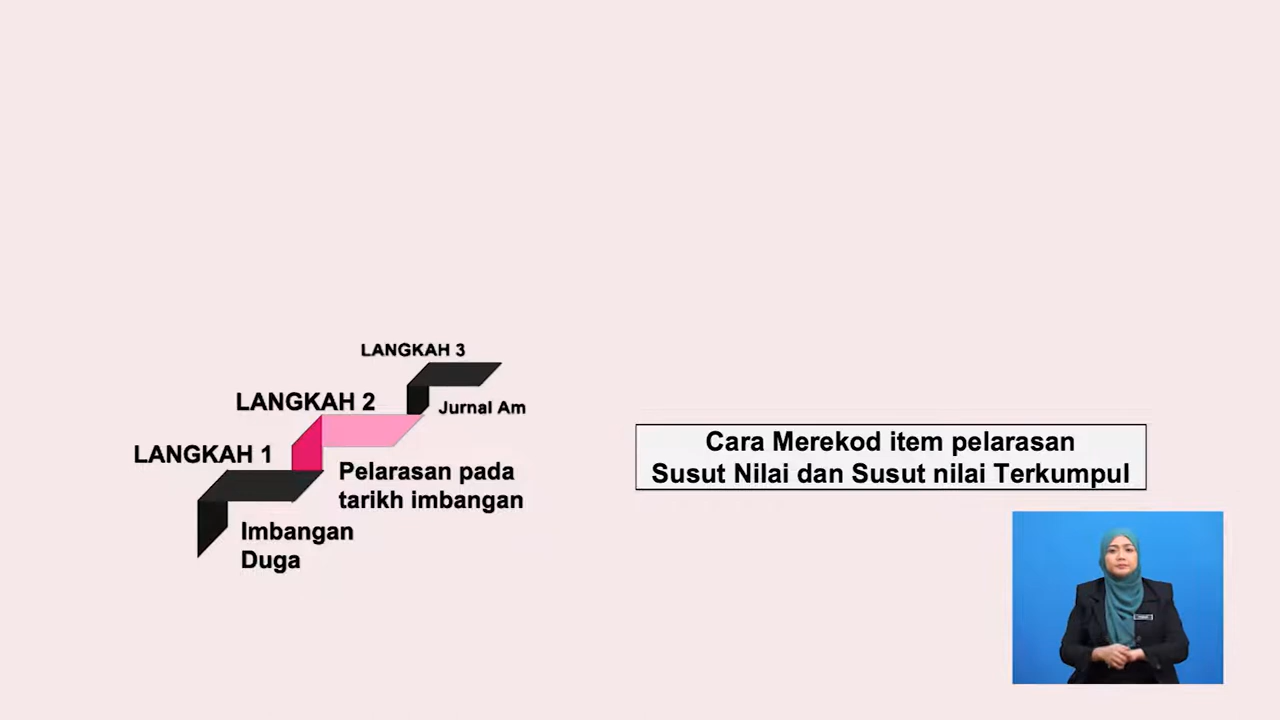 LANGKAH 3
Jurnal Am
LANGKAH 2
Pelarasan pada
tarikh imbangan
LANGKAH 1
Imbangan
Duga
Cara Merekod item pelarasan
Susut Nilai dan Susut nilai Terkumpul